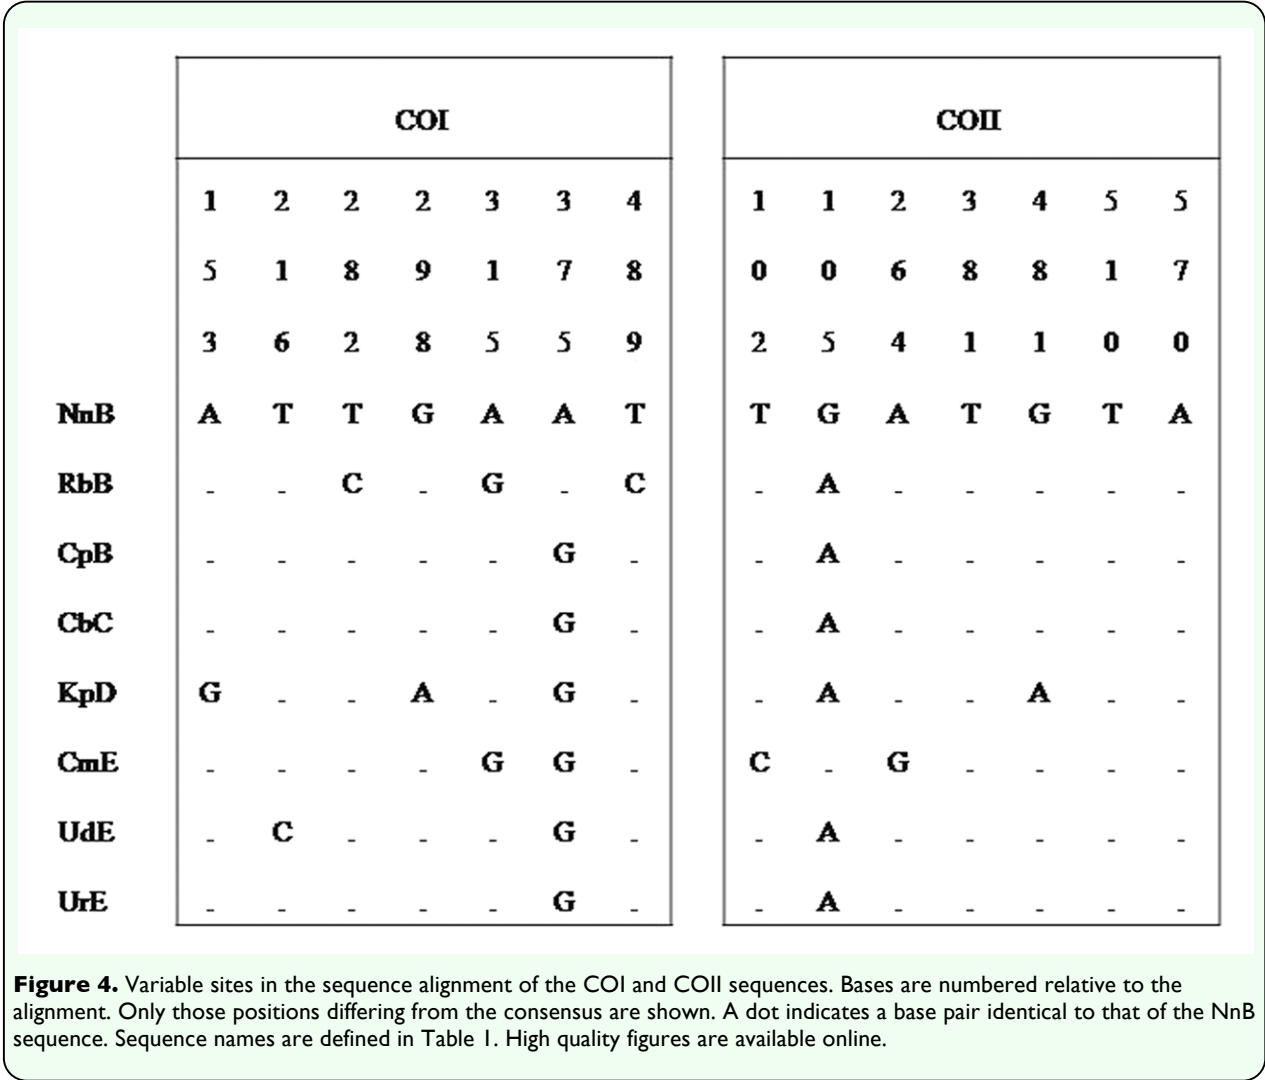 COI COII
1 2 2 2 3 3 4 1 1 2 3 4 5 5
5 1 8 9 1 7 8 0 0 6 8 8 1 7
3 6 2 8 5 5 9 2 5 4 1 1 0 0
NnB A T T G A A T T G A T G T A
RbB - - C - G - C - A - - - - -
CpB - - - - - G - - A - - - - -
CbC - - - - - G - - A - - - - -
KpD G - - A - G - - A - - A - -
CmE - - - - G G - C - G - - - -
UdE - C - - - G - - A - - - - -
UrE - - - - - G - - A - - - - -
Figure 4. Variable sites in the sequence alignment of the COI and COII sequences. Bases are numbered relative to the
alignment. Only those positions differing from the consensus are shown. A dot indicates a base pair identical to that of the NnB
sequence. Sequence names are defined in Table 1. High quality figures are available online.